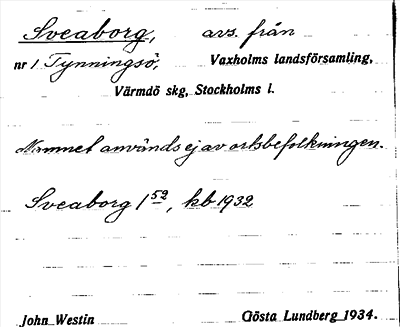 Sveaborg, avs. från
nr 1 Tynningsö, Vaxholms landsförsamling,
Värmdö skg, Stockholms l.
Namnet används ej av ortsbefolkningen.
Sveaborg 1⁵², kb 1932
John Westin Gösta Lundberg 1934.